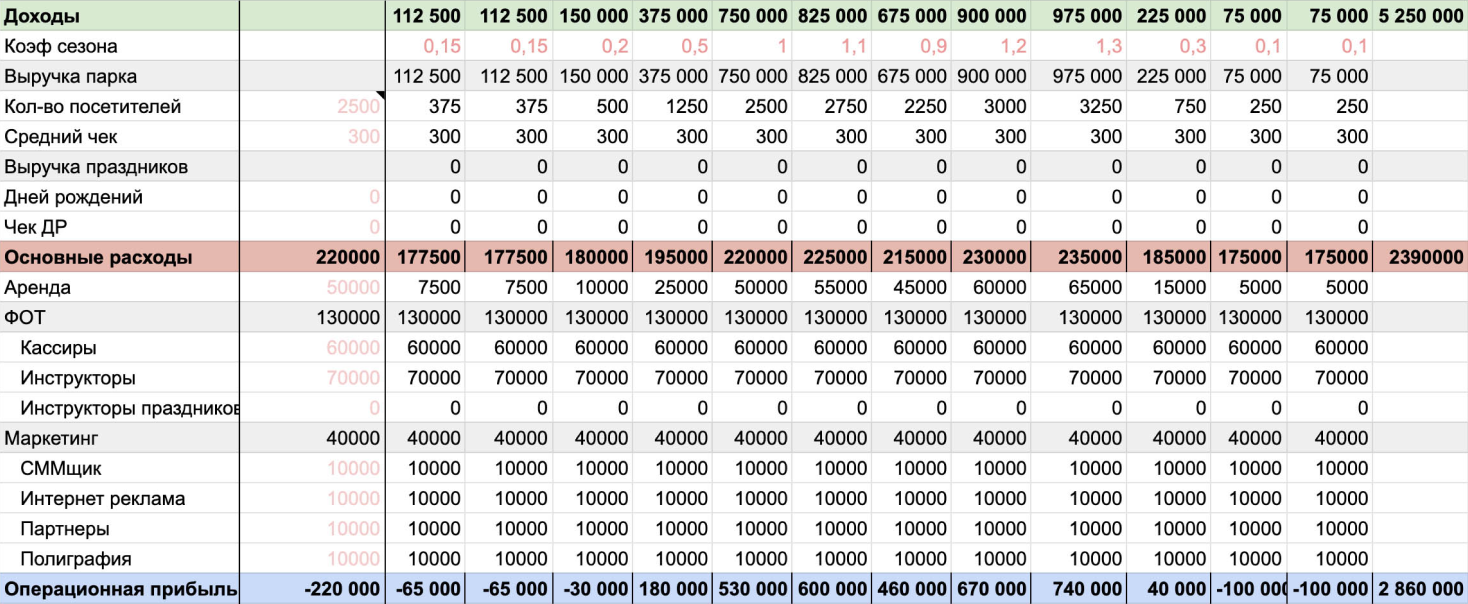 Доходы 112 500 112 500 150 000 375 000 750 000 825 000 675 000 900 000 975 000 225 000 75 000 75 000 5 250 000
Коэф сезона 0,15 0,15 0,2 0,5 1 1,1 0,9 1,2 1,3 0,3 0,1 0,1
Выручка парка 112 500 112 500 150 000 375 000 750 000 825 000 675 000 900 000 975 000 225 000 75 000 75 000
Кол-во посетителей 2500 375 375 500 1250 2500 2750 2250 3000 3250 750 250 250
Средний чек 300 300 300 300 300 300 300 300 300 300 300 300 300
Выручка праздников 0 0 0 0 0 0 0 0 0 0 0 0
Дней рождений 0 0 0 0 0 0 0 0 0 0 0 0 0
Чек ДР 0 0 0 0 0 0 0 0 0 0 0 0 0
Основные расходы 220000 177500 177500 180000 195000 220000 225000 215000 230000 235000 185000 175000 175000 2390000
Аренда 50000 7500 7500 10000 25000 50000 55000 45000 60000 65000 15000 5000 5000
ФОТ 130000 130000 130000 130000 130000 130000 130000 130000 130000 130000 130000 130000 130000
Кассиры 60000 60000 60000 60000 60000 60000 60000 60000 60000 60000 60000 60000 60000
Инструкторы 70000 70000 70000 70000 70000 70000 70000 70000 70000 70000 70000 70000 70000
Инструкторы праздников 0 0 0 0 0 0 0 0 0 0 0 0 0
Маркетинг 40000 40000 40000 40000 40000 40000 40000 40000 40000 40000 40000 40000 40000
СММщик 10000 10000 10000 10000 10000 10000 10000 10000 10000 10000 10000 10000 10000
Интернет реклама 10000 10000 10000 10000 10000 10000 10000 10000 10000 10000 10000 10000 10000
Партнеры 10000 10000 10000 10000 10000 10000 10000 10000 10000 10000 10000 10000 10000
Полиграфия 10000 10000 10000 10000 10000 10000 10000 10000 10000 10000 10000 10000 10000
Операционная прибыль -220 000 -65 000 -65 000 -30 000 180 000 530 000 600 000 460 000 670 000 740 000 40 000 -100 000 -100 000 2 860 000